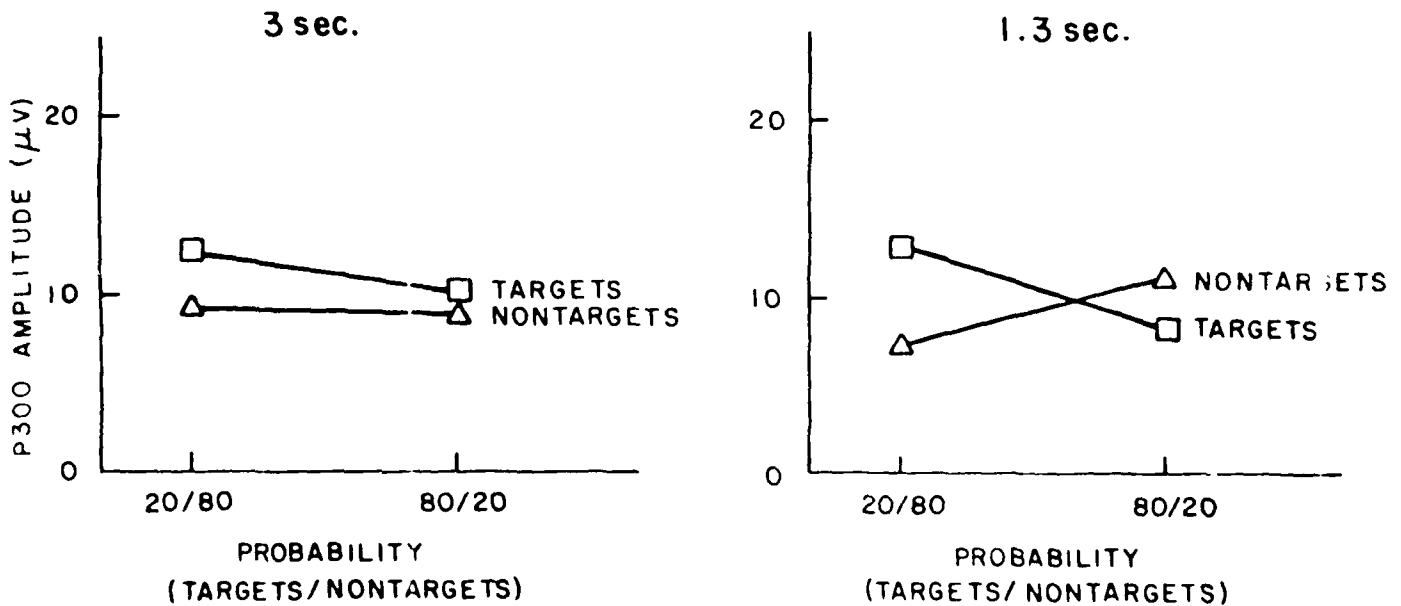 3 sec.
P300 AMPLITUDE (μV)
20
10
0
TARGETS
NONTARGETS
20/80 80/20
PROBABILITY
(TARGETS/NONTARGETS)
1.3 sec.
20
10
0
NONTARGETS
TARGETS
20/80 80/20
PROBABILITY
(TARGETS/NONTARGETS)